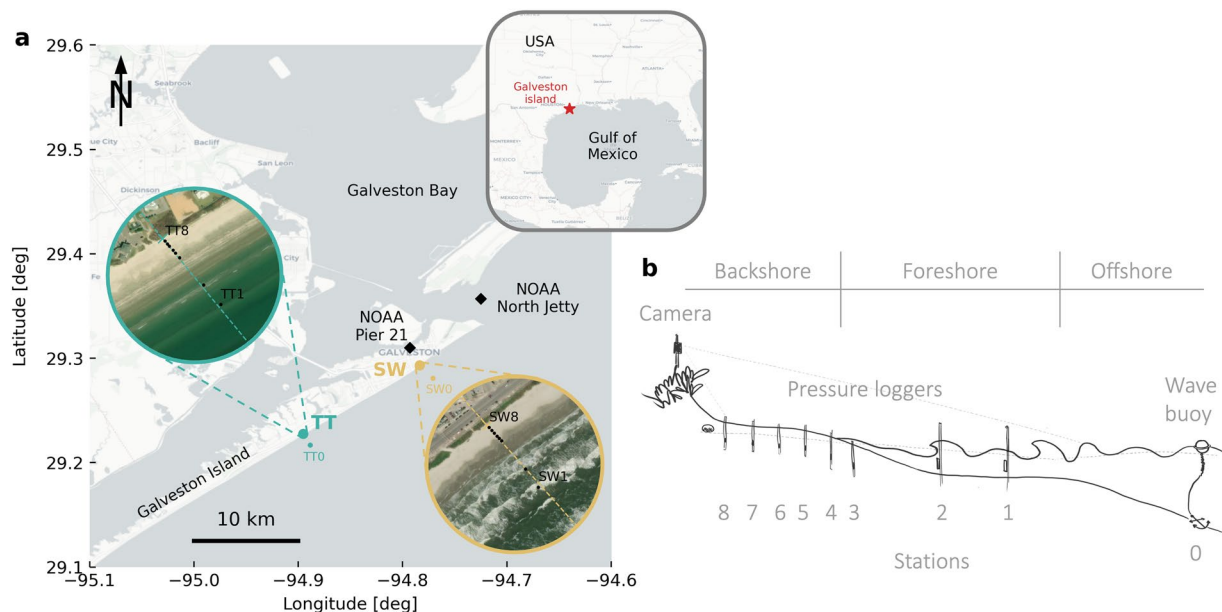 a
29.6
29.5
29.4
29.3
29.2
29.1
Latitude [deg]
−95.1
−95.0
−94.9
−94.8
−94.7
−94.6
Longitude [deg]
N
Seabrook
Bacliff
San Leon
Dickinson
Galveston Bay
TT8
TT1
NOAA
Pier 21
NOAA
North Jetty
GALVESTON
SW
SW0
SW8
SW1
TT
TT0
Galveston Island
10 km
USA
Galveston
island
Gulf of
Mexico
MEXICO
b
Backshore
Foreshore
Offshore
Camera
Pressure loggers
Wave
buoy
8
7
6
5
4
3
2
1
0
Stations